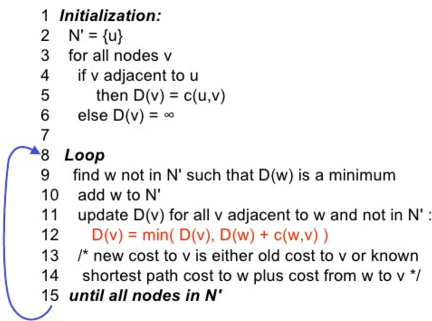 1 Initialization:
2 N' = {u}
3 for all nodes v
4 if v adjacent to u
5 then D(v) = c(u,v)
6 else D(v) = ∞
7
8 Loop
9 find w not in N' such that D(w) is a minimum
10 add w to N'
11 update D(v) for all v adjacent to w and not in N' :
12 D(v) = min( D(v), D(w) + c(w,v) )
13 /* new cost to v is either old cost to v or known
14 shortest path cost to w plus cost from w to v */
15 until all nodes in N'